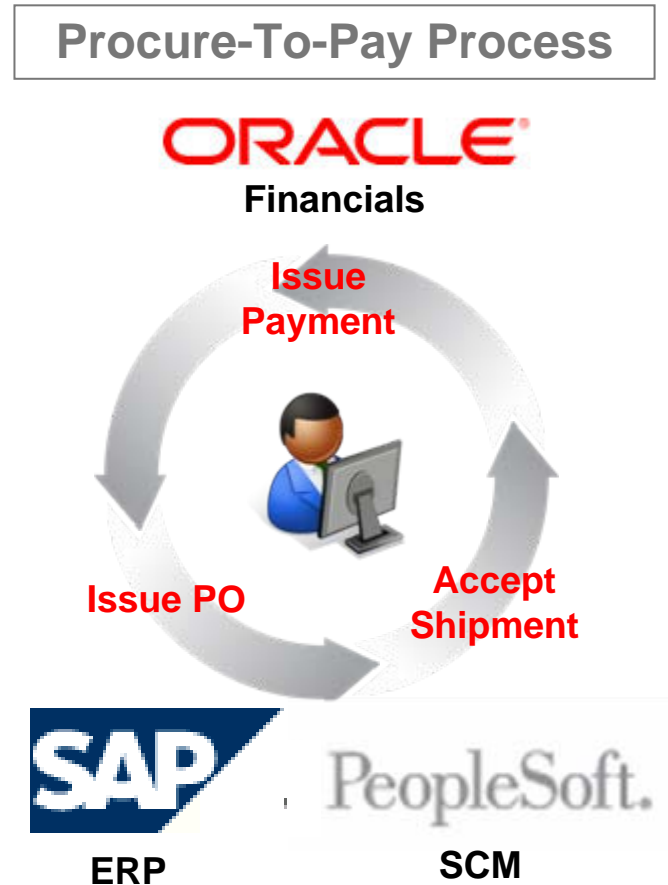 Procure-To-Pay Process
ORACLE®
Financials
Issue
Payment
Issue PO
Accept
Shipment
SAP
PeopleSoft.
ERP
SCM